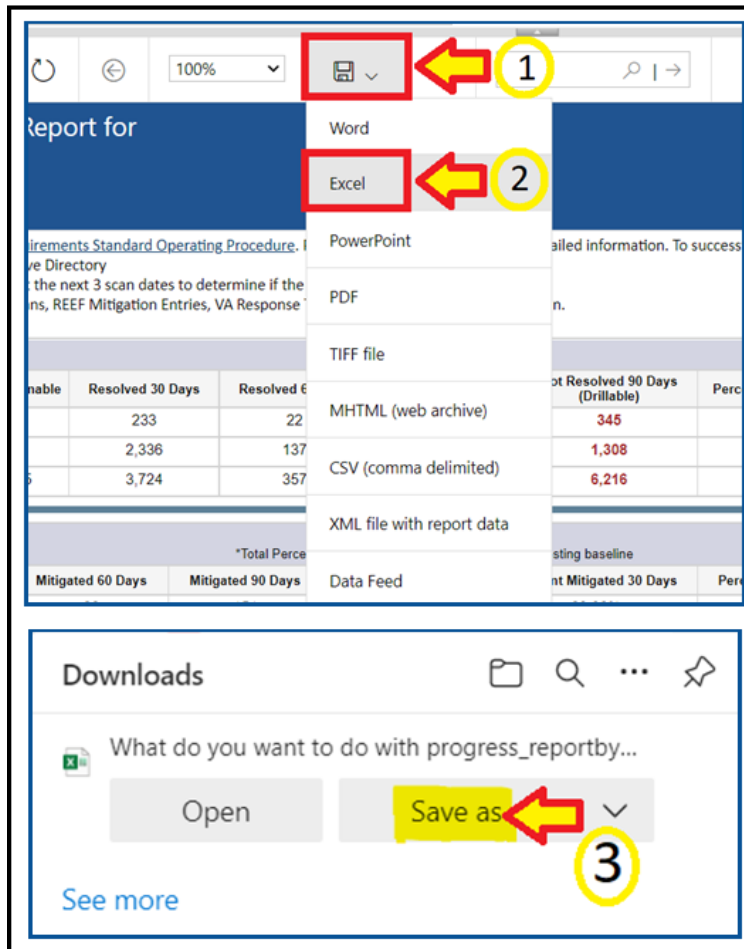 100%
1
Report for
Word
Excel
2
PowerPoint
PDF
TIFF file
MHTML (web archive)
CSV (comma delimited)
XML file with report data
Data Feed
irements Standard Operating Procedure. ailed information. To success
ve Directory
the next 3 scan dates to determine if the
ns, REEF Mitigation Entries, VA Response n.
nable Resolved 30 Days Resolved 6 ot Resolved 90 Days (Drillable) Perc
233 22 345
2,336 137 1,308
3,724 357 6,216
*Total Perce sting baseline
Mitigated 60 Days Mitigated 90 Days nt Mitigated 30 Days Pere
Downloads
What do you want to do with progress_reportby...
Open Save as
3
See more